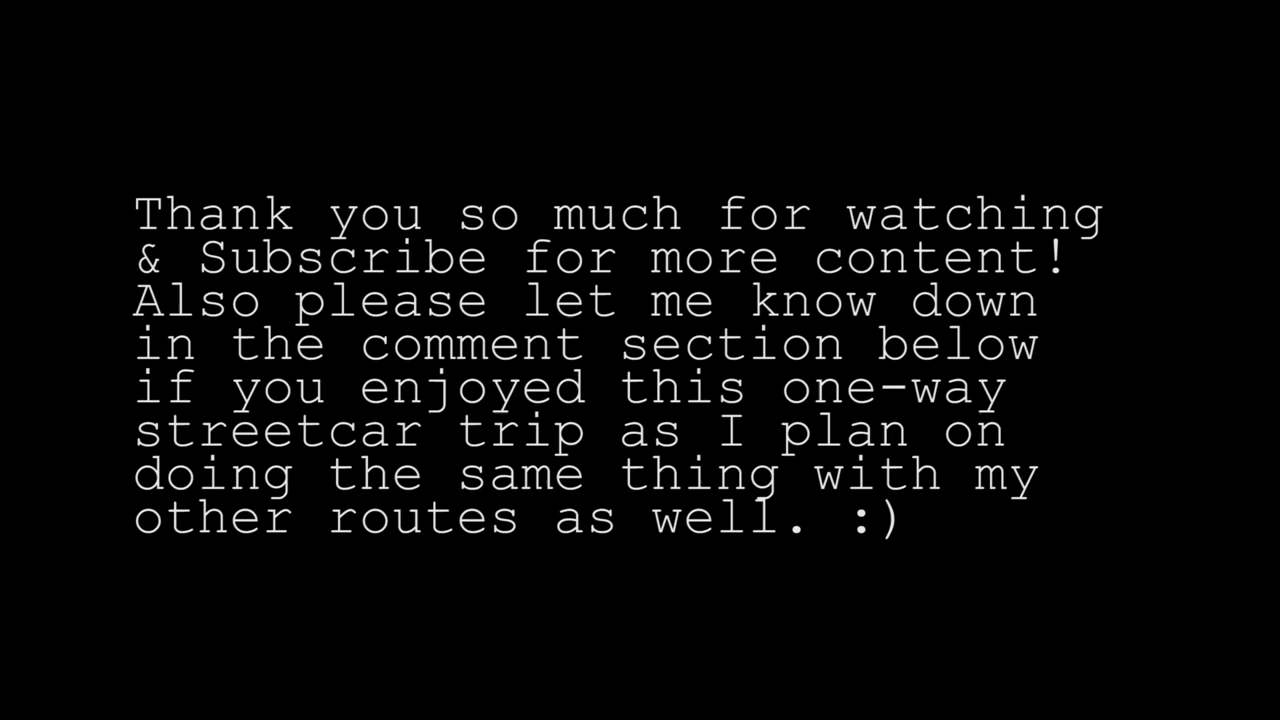 Thank you so much for watching
& Subscribe for more content!
Also please let me know down
in the comment section below
if you enjoyed this one-way
streetcar trip as I plan on
doing the same thing with my
other routes as well. :)